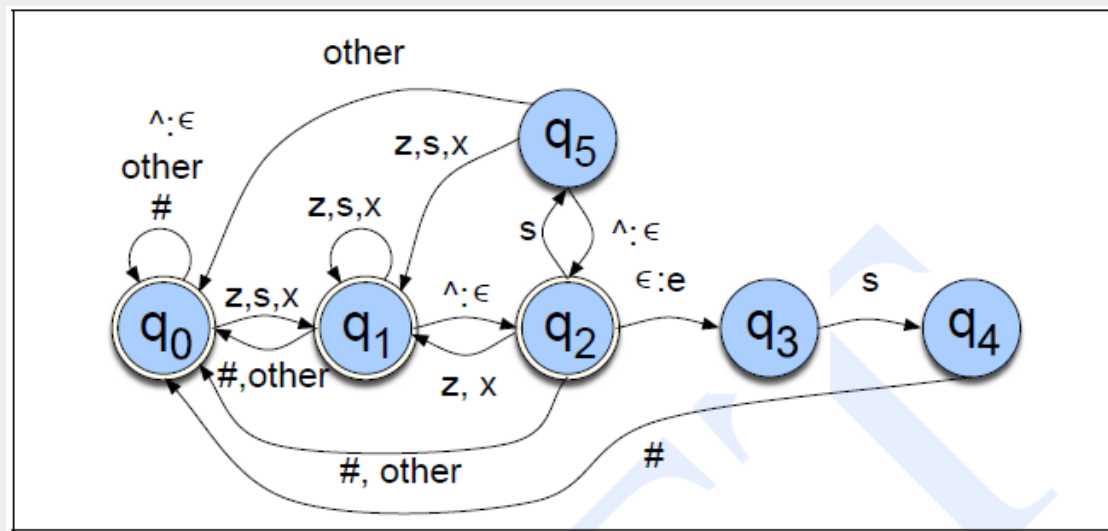 other
^:ϵ
other
#
z,s,x
q5
z,s,x
s
^:ϵ
z,s,x
^:ϵ
ϵ:e
s
q0
q1
q2
q3
q4
#,other
z, x
#, other
#